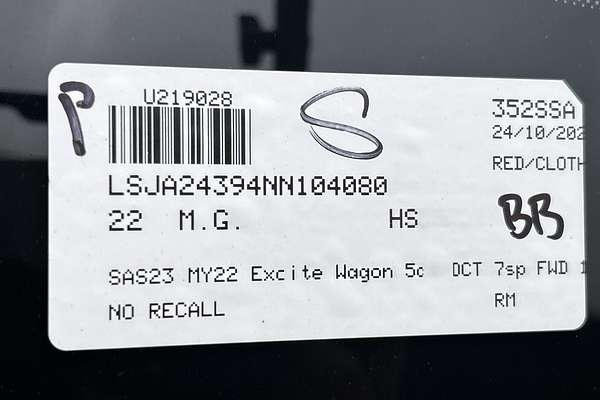 P
U219028
S
352SSA
24/10/202
RED/CLOTH
LSJA24394NN104080
22 M.G. HS
BB
SAS23 MY22 Excite Wagon 5d DCT 7sp FWD 1
NO RECALL
RM